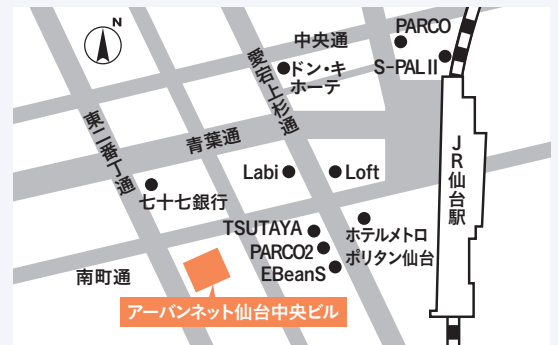 N
PARCO
中央通
S-PALⅡ
ドン・キ
ホーテ
愛宕上杉通
東二番丁通
青葉通
JR仙台駅
Labi
Loft
七十七銀行
TSUTAYA
ホテルメトロ
ポリタン仙台
PARCO2
EBeanS
南町通
アーバンネット仙台中央ビル